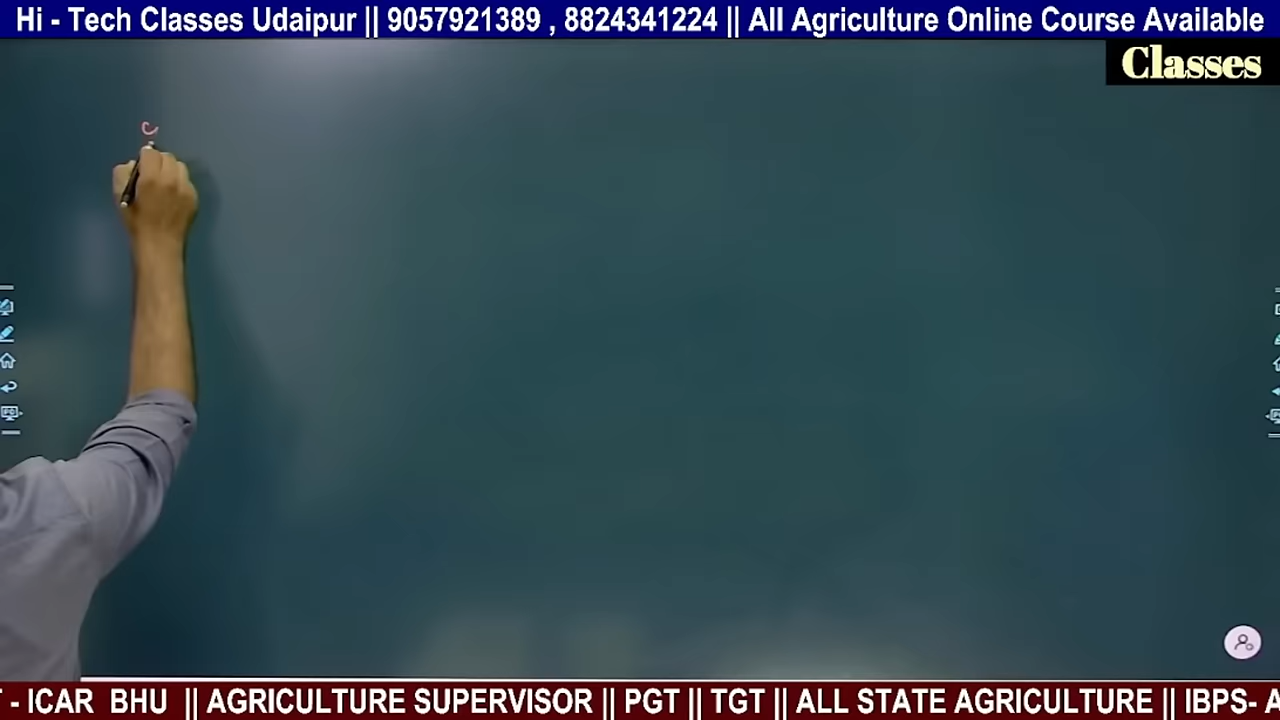 Hi - Tech Classes Udaipur || 9057921389 , 8824341224 || All Agriculture Online Course Available
Classes
- ICAR BHU || AGRICULTURE SUPERVISOR || PGT || TGT || ALL STATE AGRICULTURE || IBPS- A